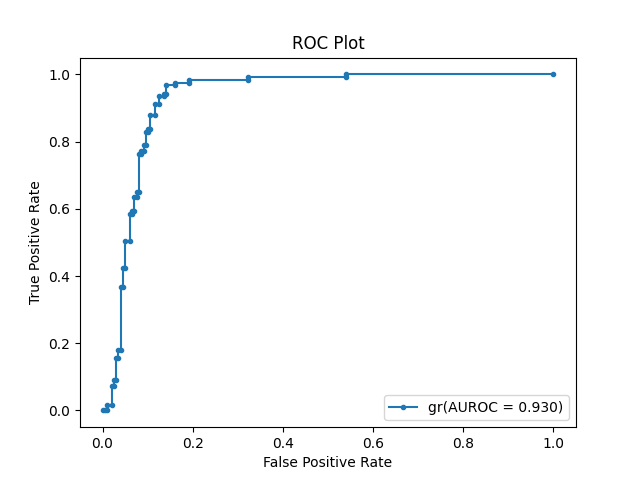 ROC Plot
1.0
0.8
0.6
0.4
0.2
0.0
True Positive Rate
gr(AUROC = 0.930)
0.0 0.2 0.4 0.6 0.8 1.0
False Positive Rate